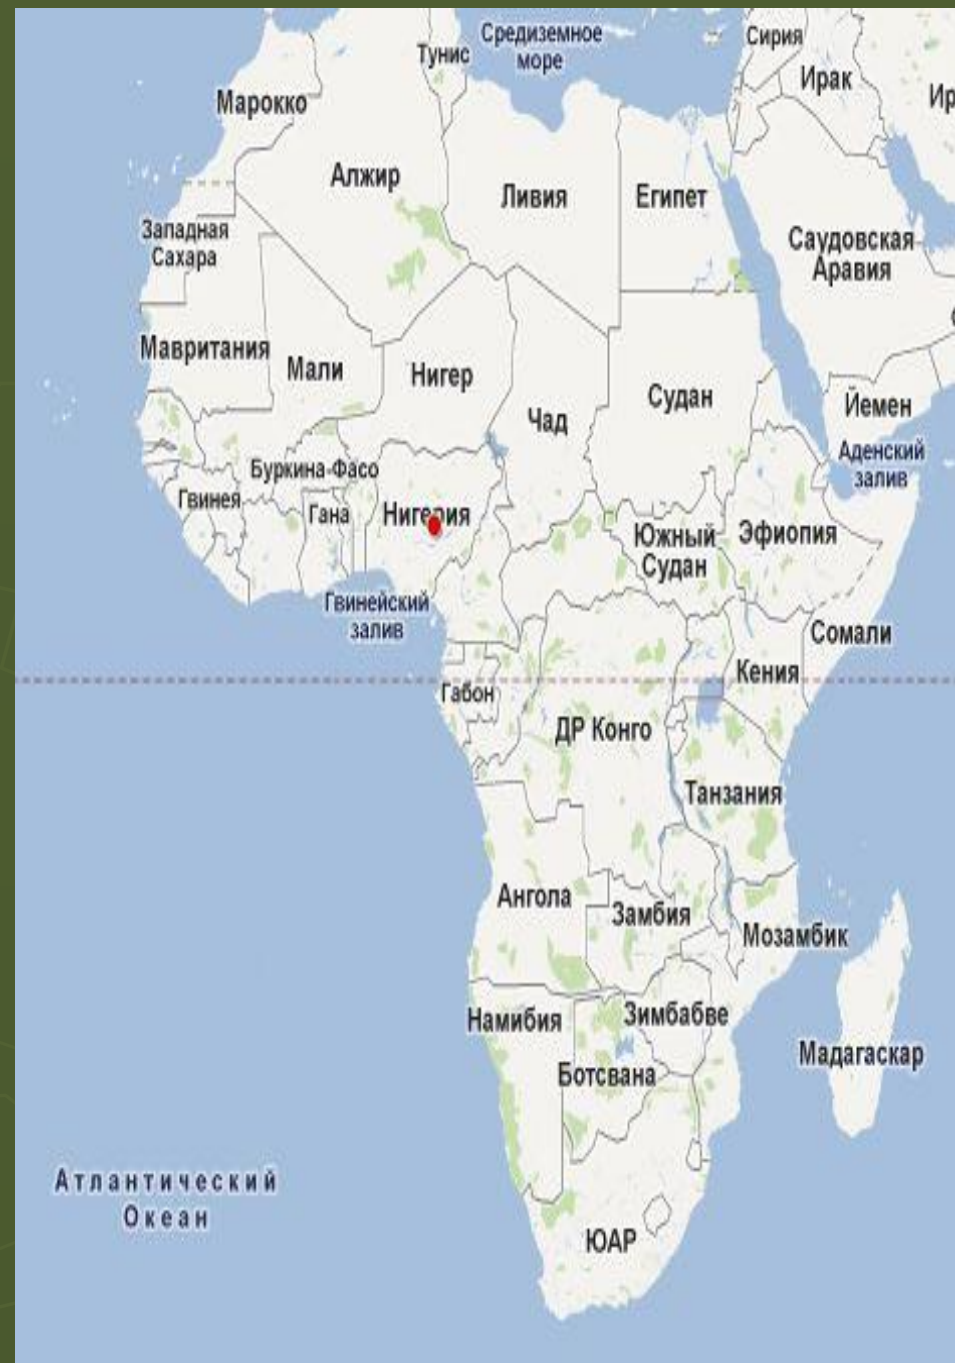 Средиземное
море
Тунис
Сирия
Ирак
Ир
Марокко
Алжир
Ливия
Египет
Западная
Сахара
Саудовская
Аравия
Мавритания
Мали
Нигер
Чад
Судан
Йемен
Аденский
залив
Буркина-Фасо
Гвинея
Гана
Нигерия
Южный
Судан
Эфиопия
Гвинейский
залив
Сомали
Кения
Габон
ДР Конго
Танзания
Ангола
Замбия
Мозамбик
Намибия
Зимбабве
Мадагаскар
Ботсвана
Атлантический
Океан
ЮАР